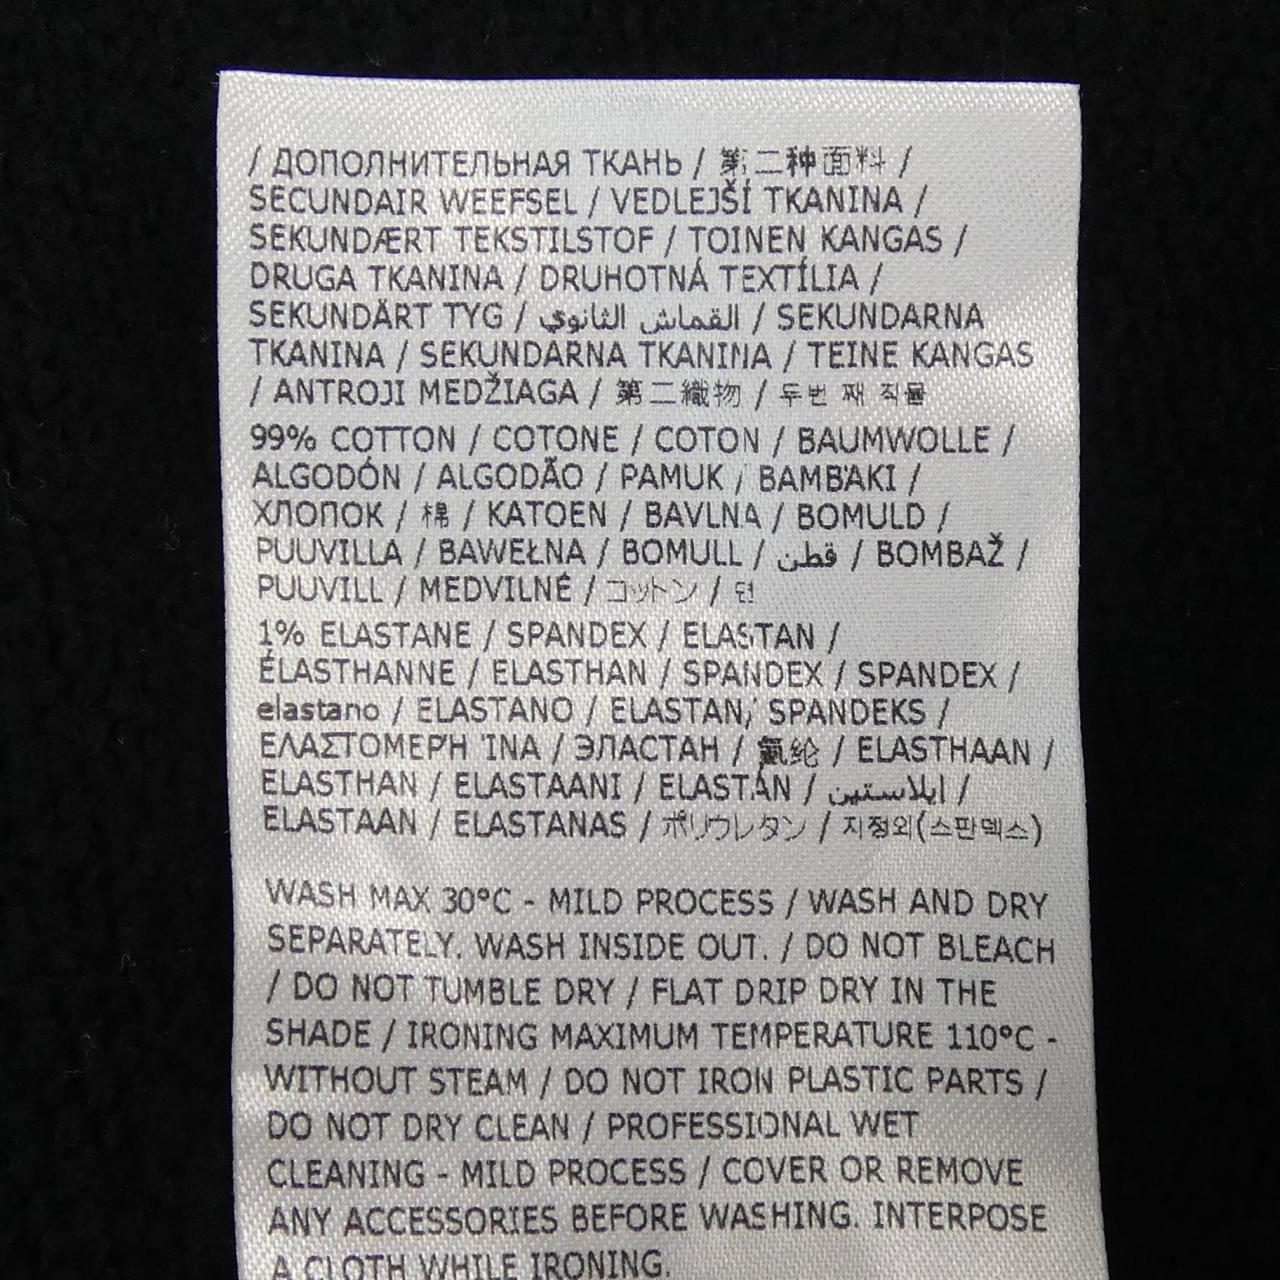 / ДОПОЛНИТЕЛЬНАЯ ТКАНЬ / 第二种面料 /
SECUNDAIR WEEFSEL / VEDLEJŠÍ TKANINA /
SEKUNDÆRT TEKSTILSTOF / TOINEN KANGAS /
DRUGA TKANINA / DRUHOTNÁ TEXTÍLIA /
SEKUNDÄRT TYG / القماش الثانوي / SEKUNDARNA
TKANINA / SEKUNDARNA TKANINA / TEINE KANGAS
/ ANTROJI MEDŽIAGA / 第二織物 / 두번 째 직물
99% COTTON / COTONE / COTON / BAUMWOLLE /
ALGODÓN / ALGODÃO / PAMUK / ΒΑΜΒΆΚΙ /
ХЛОПОК / 棉 / KATOEN / BAVLNA / BOMULD /
PUUVILLA / BAWEŁNA / BOMULL / قطن / BOMBAŽ /
PUUVILL / MEDVILNĖ / コットン / 면
1% ELASTANE / SPANDEX / ELASTAN /
ÉLASTHANNE / ELASTHAN / SPANDEX / SPANDEX /
elastano / ELASTANO / ELASTAN/ SPANDEKS /
ΕΛΑΣΤΟΜΕΡΉ ΊΝΑ / ЭЛАСТАН / 氨纶 / ELASTHAAN /
ELASTHAN / ELASTAANI / ELASTÁN / ايلاستين /
ELASTAAN / ELASTANAS / ポリウレタン / 지정외(스판덱스)
WASH MAX 30°C - MILD PROCESS / WASH AND DRY
SEPARATELY. WASH INSIDE OUT. / DO NOT BLEACH
/ DO NOT TUMBLE DRY / FLAT DRIP DRY IN THE
SHADE / IRONING MAXIMUM TEMPERATURE 110°C -
WITHOUT STEAM / DO NOT IRON PLASTIC PARTS /
DO NOT DRY CLEAN / PROFESSIONAL WET
CLEANING - MILD PROCESS / COVER OR REMOVE
ANY ACCESSORIES BEFORE WASHING. INTERPOSE
A CLOTH WHILE IRONING.